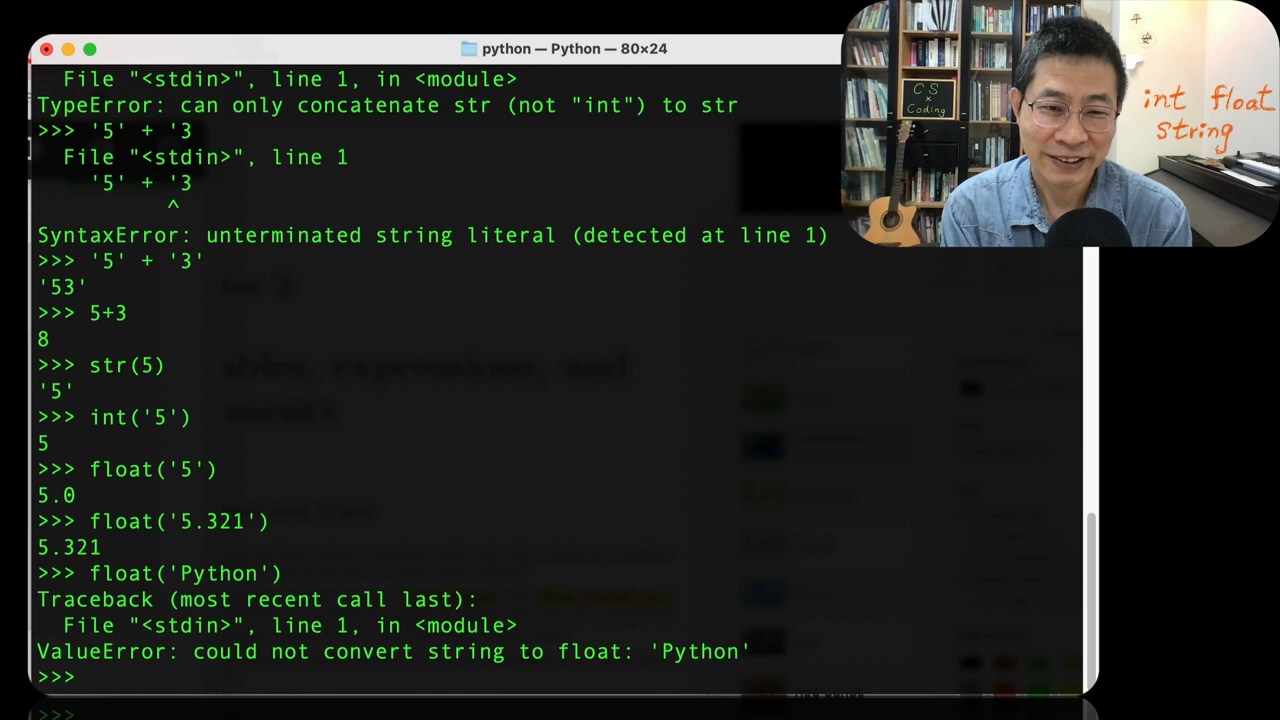 python — Python — 80×24
File "<stdin>", line 1, in <module>
TypeError: can only concatenate str (not "int") to str
>>> '5' + '3
File "<stdin>", line 1
'5' + '3
^
SyntaxError: unterminated string literal (detected at line 1)
>>> '5' + '3'
'53'
>>> 5+3
8
>>> str(5)
'5'
>>> int('5')
5
>>> float('5')
5.0
>>> float('5.321')
5.321
>>> float('Python')
Traceback (most recent call last):
File "<stdin>", line 1, in <module>
ValueError: could not convert string to float: 'Python'
>>>
CS
×
Coding
平
安
int float
string